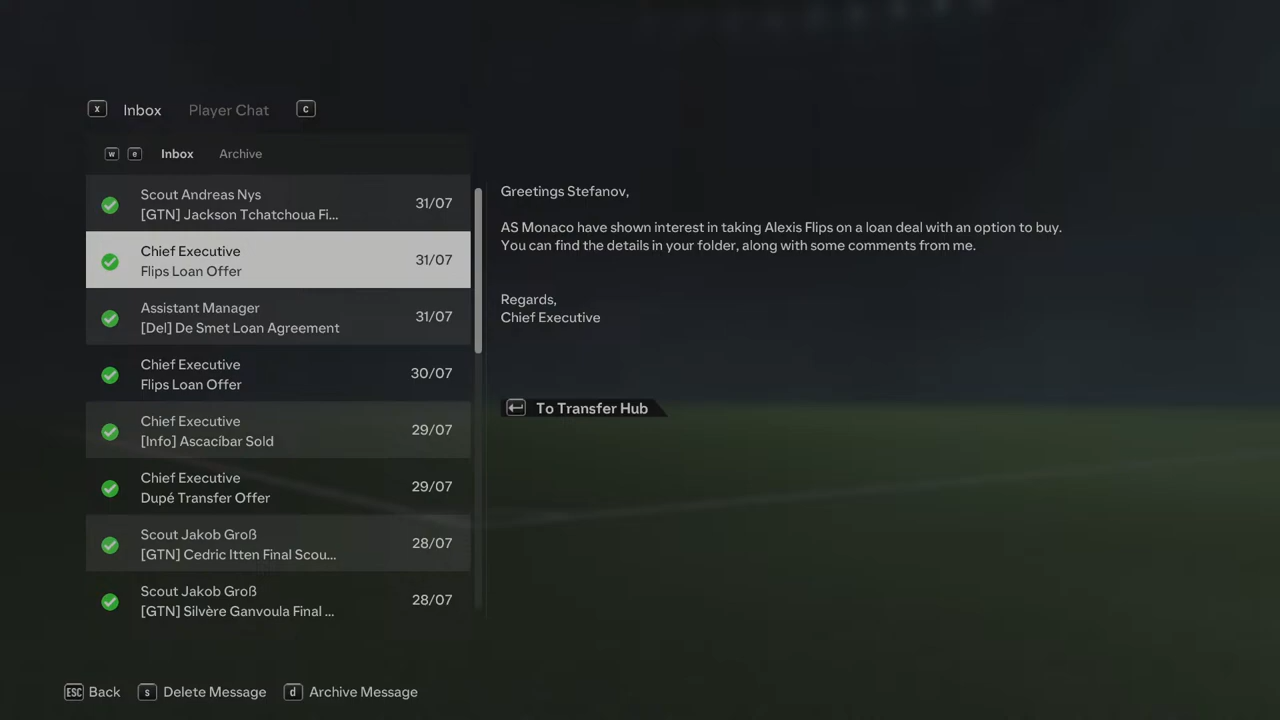 X Inbox Player Chat C
w e Inbox Archive
Scout Andreas Nys
[GTN] Jackson Tchatchoua Fi...
31/07
Chief Executive
Flips Loan Offer
31/07
Assistant Manager
[Del] De Smet Loan Agreement
31/07
Chief Executive
Flips Loan Offer
30/07
Chief Executive
[Info] Ascacíbar Sold
29/07
Chief Executive
Dupé Transfer Offer
29/07
Scout Jakob Groß
[GTN] Cedric Itten Final Scou...
28/07
Scout Jakob Groß
[GTN] Silvère Ganvoula Final ...
28/07
Greetings Stefanov,
AS Monaco have shown interest in taking Alexis Flips on a loan deal with an option to buy.
You can find the details in your folder, along with some comments from me.
Regards,
Chief Executive
To Transfer Hub
ESC Back s Delete Message d Archive Message